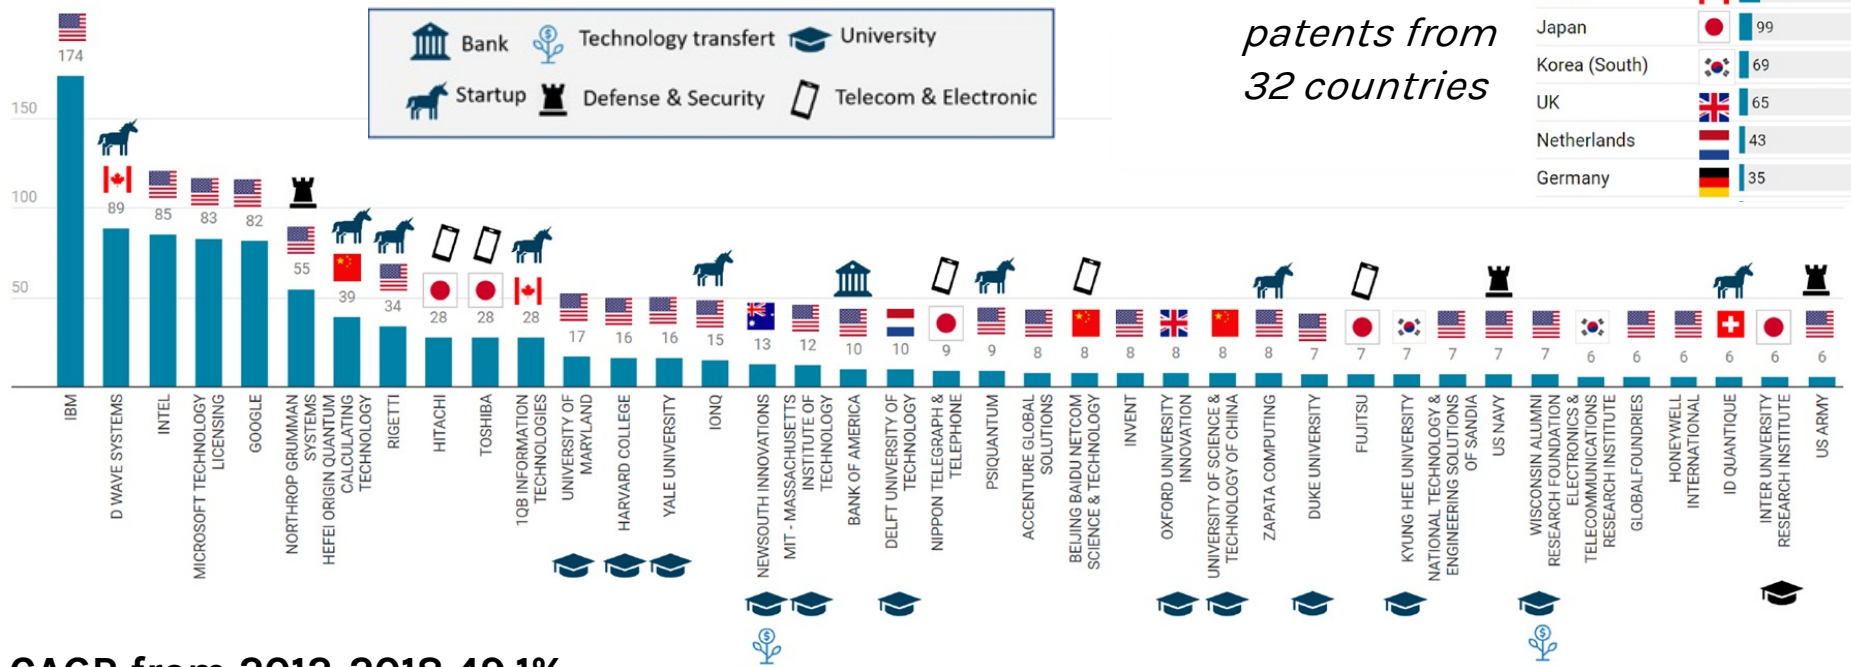 Bank
Technology transfert
University
Startup
Defense & Security
Telecom & Electronic
patents from
32 countries
Japan 99
Korea (South) 69
UK 65
Netherlands 43
Germany 35
150
100
50
174
89
85
83
82
55
39
34
28
28
28
17
16
16
15
13
12
10
10
9
9
8
8
8
8
8
8
7
7
7
7
7
7
6
6
6
6
6
6
IBM
D WAVE SYSTEMS
INTEL
MICROSOFT TECHNOLOGY
LICENSING
GOOGLE
NORTHROP GRUMMAN
SYSTEMS
HEFEI ORIGIN QUANTUM
CALCULATING
TECHNOLOGY
RIGETTI
HITACHI
TOSHIBA
1QB INFORMATION
TECHNOLOGIES
UNIVERSITY OF
MARYLAND
HARVARD COLLEGE
YALE UNIVERSITY
IONQ
NEWSOUTH INNOVATIONS
MIT - MASSACHUSETTS
INSTITUTE OF
TECHNOLOGY
BANK OF AMERICA
DELFT UNIVERSITY OF
TECHNOLOGY
NIPPON TELEGRAPH &
TELEPHONE
PSIQUANTUM
ACCENTURE GLOBAL
SOLUTIONS
BEIJING BAIDU NETCOM
SCIENCE & TECHNOLOGY
INVENT
OXFORD UNIVERSITY
INNOVATION
UNIVERSITY OF SCIENCE &
TECHNOLOGY OF CHINA
ZAPATA COMPUTING
DUKE UNIVERSITY
FUJITSU
KYUNG HEE UNIVERSITY
NATIONAL TECHNOLOGY &
ENGINEERING SOLUTIONS
OF SANDIA
US NAVY
WISCONSIN ALUMNI
RESEARCH FOUNDATION
ELECTRONICS &
TELECOMMUNICATIONS
RESEARCH INSTITUTE
GLOBALFOUNDRIES
HONEYWELL
INTERNATIONAL
ID QUANTIQUE
INTER UNIVERSITY
RESEARCH INSTITUTE
US ARMY
CAGR from 2012-2018 49.1%